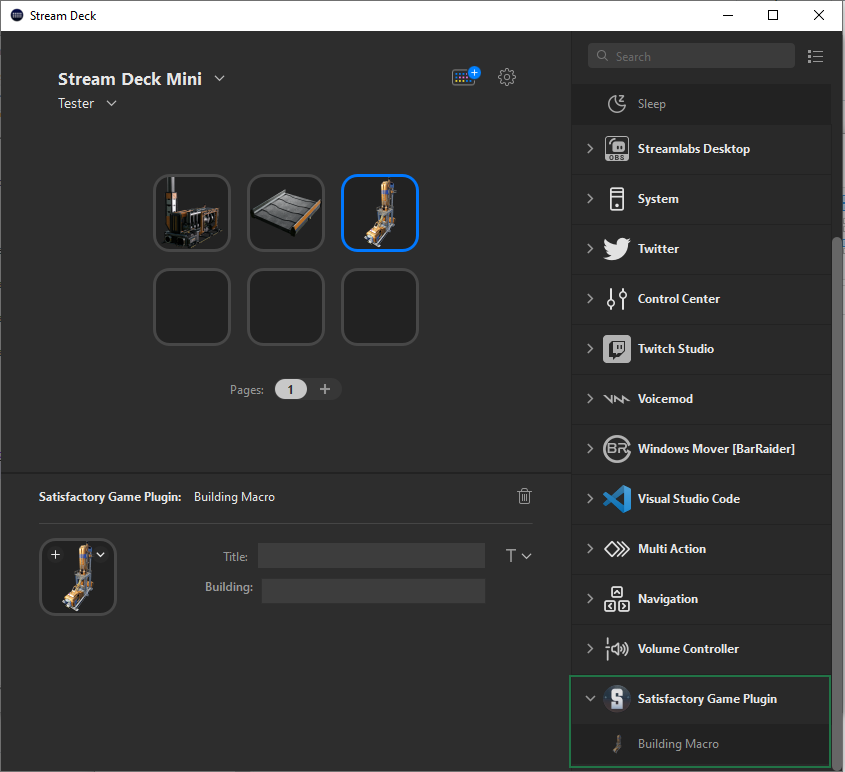 Stream Deck
Stream Deck Mini
Tester
Pages: 1 +
Satisfactory Game Plugin: Building Macro
Title:
T
Building:
Search
Sleep
OBS
Streamlabs Desktop
System
Twitter
Control Center
Twitch Studio
Voicemod
BR
Windows Mover [BarRaider]
Visual Studio Code
Multi Action
Navigation
Volume Controller
S
Satisfactory Game Plugin
Building Macro